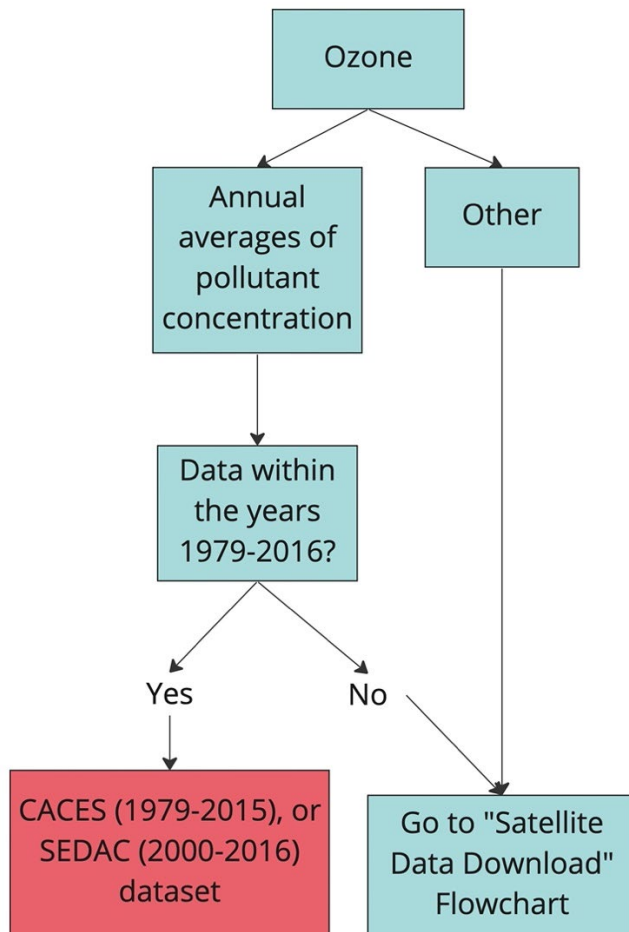 Ozone
Annual
averages of
pollutant
concentration
Other
Data within
the years
1979-2016?
Yes
No
CACES (1979-2015), or
SEDAC (2000-2016)
dataset
Go to "Satellite
Data Download"
Flowchart